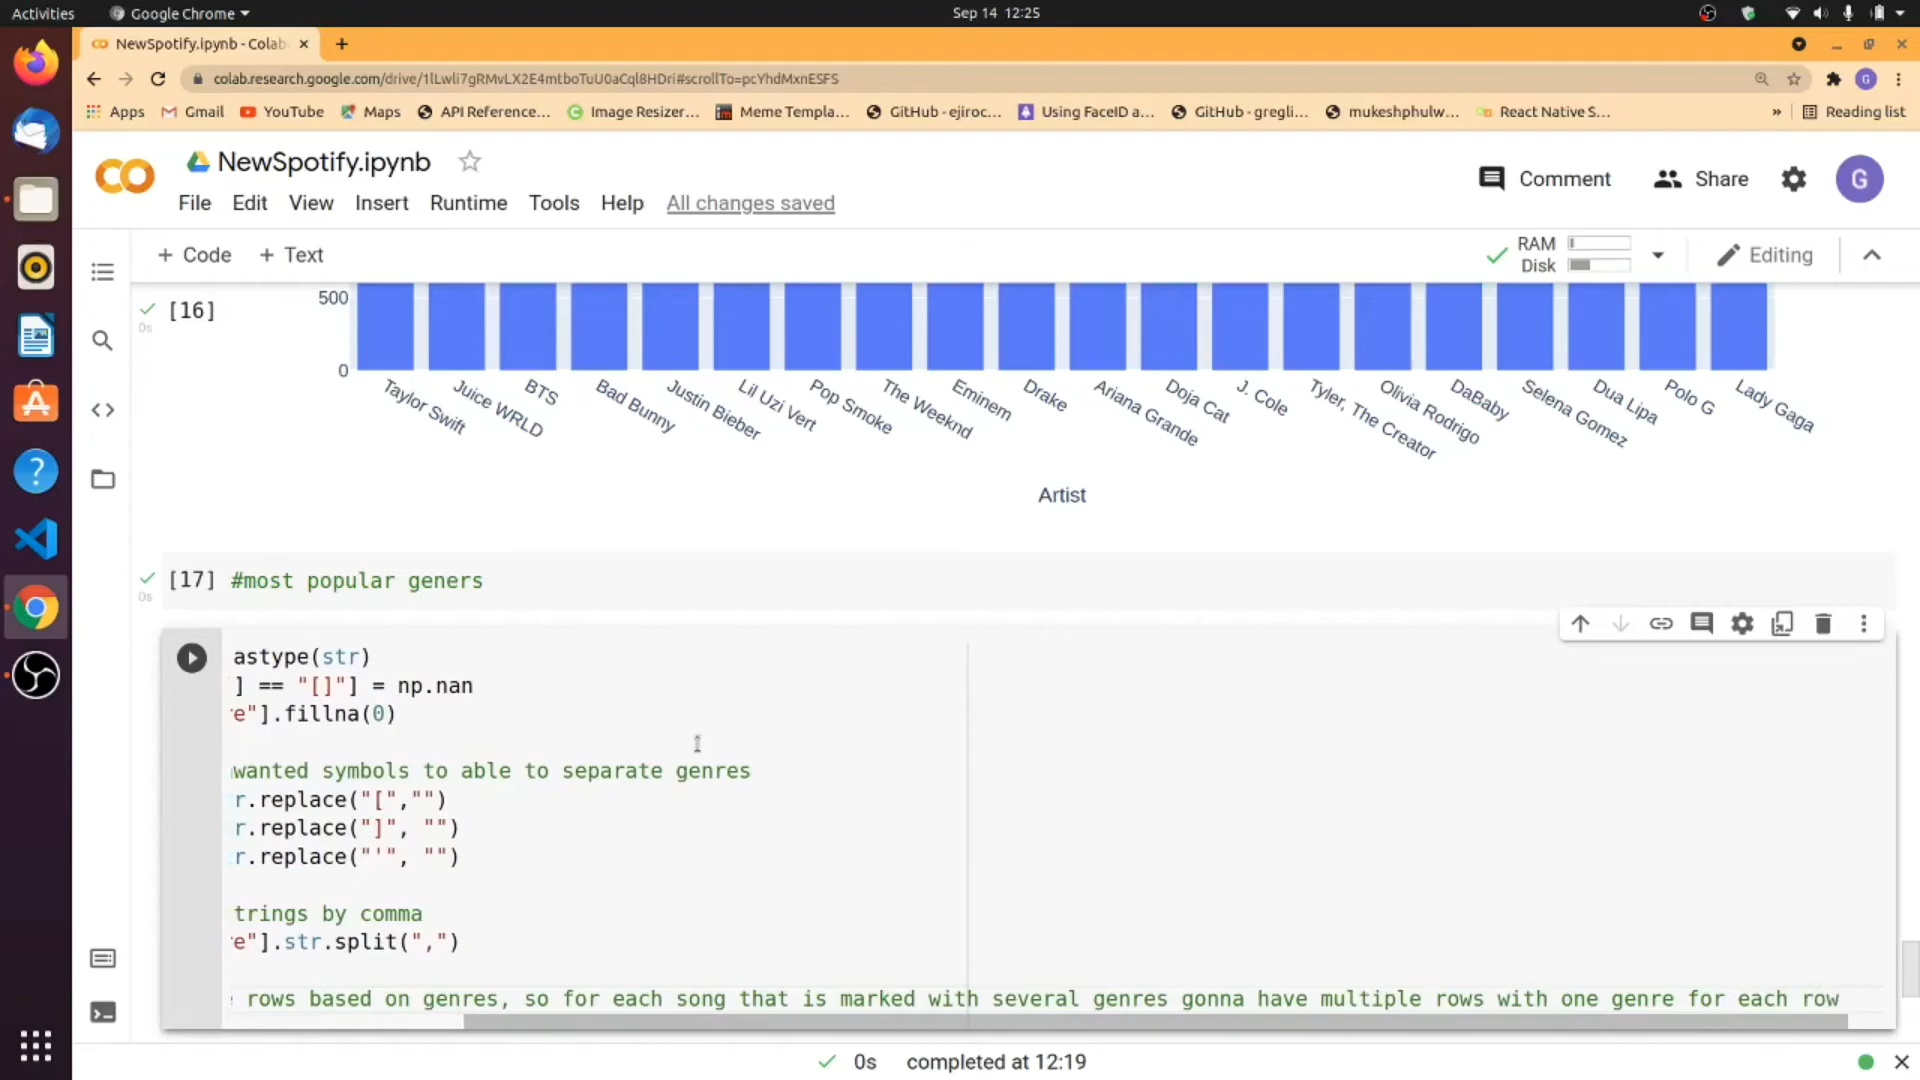 Activities
Google Chrome
Sep 14 12:25
NewSpotify.ipynb - Colab
colab.research.google.com/drive/1lLwli7gRMvLX2E4mtboTuU0aCql8HDri#scrollTo=pcYhdMxnESFS
G
Apps
Gmail
YouTube
Maps
API Reference...
Image Resizer...
Meme Templa...
GitHub - ejiroc...
Using FaceID a...
GitHub - gregli...
mukeshphulw...
React Native S...
»
Reading list
NewSpotify.ipynb
Comment
Share
G
File Edit View Insert Runtime Tools Help All changes saved
+ Code + Text
RAM
Disk
Editing
[16]
0s
500
0
Taylor Swift
Juice WRLD
BTS
Bad Bunny
Justin Bieber
Lil Uzi Vert
Pop Smoke
The Weeknd
Eminem
Drake
Ariana Grande
Doja Cat
J. Cole
Tyler, The Creator
Olivia Rodrigo
DaBaby
Selena Gomez
Dua Lipa
Polo G
Lady Gaga
Artist
[17] #most popular geners
0s
astype(str)
'] == "[]"] = np.nan
re"].fillna(0)
wanted symbols to able to separate genres
r.replace("[","")
r.replace("]", "")
r.replace("'", "")
trings by comma
re"].str.split(",")
rows based on genres, so for each song that is marked with several genres gonna have multiple rows with one genre for each row
0s completed at 12:19